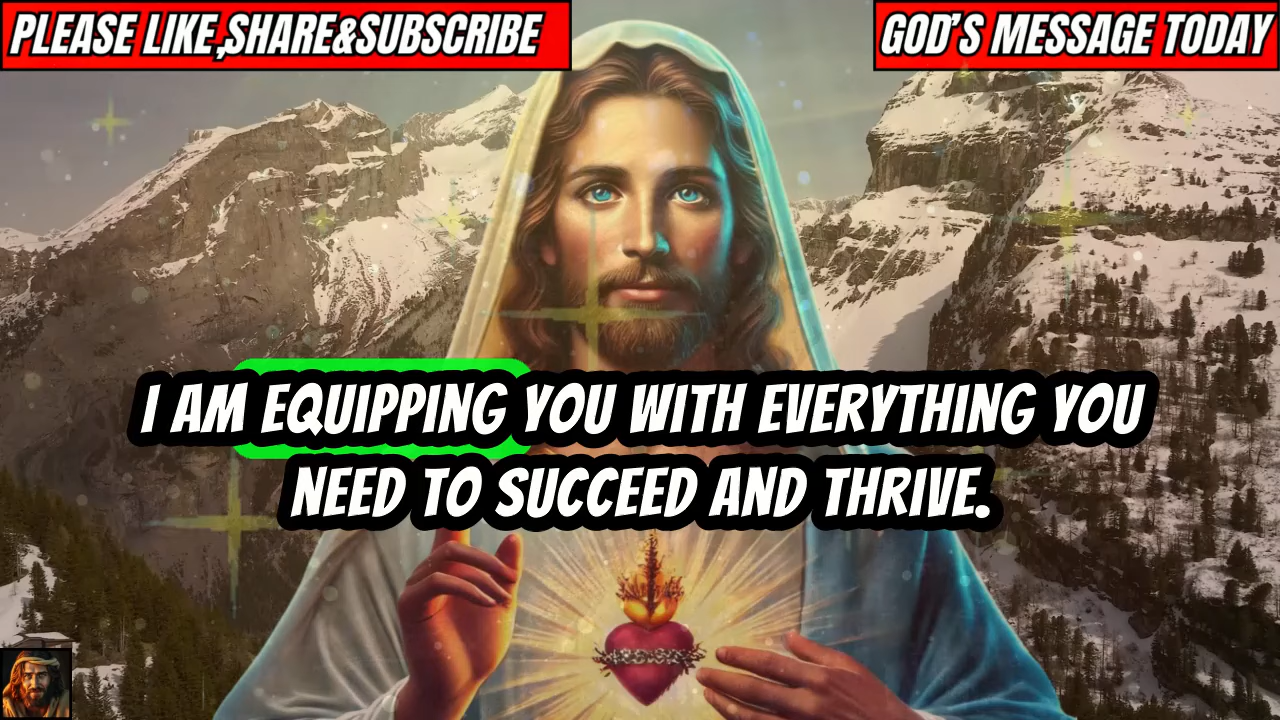 PLEASE LIKE,SHARE&SUBSCRIBE
GOD'S MESSAGE TODAY
I AM EQUIPPING YOU WITH EVERYTHING YOU
NEED TO SUCCEED AND THRIVE.